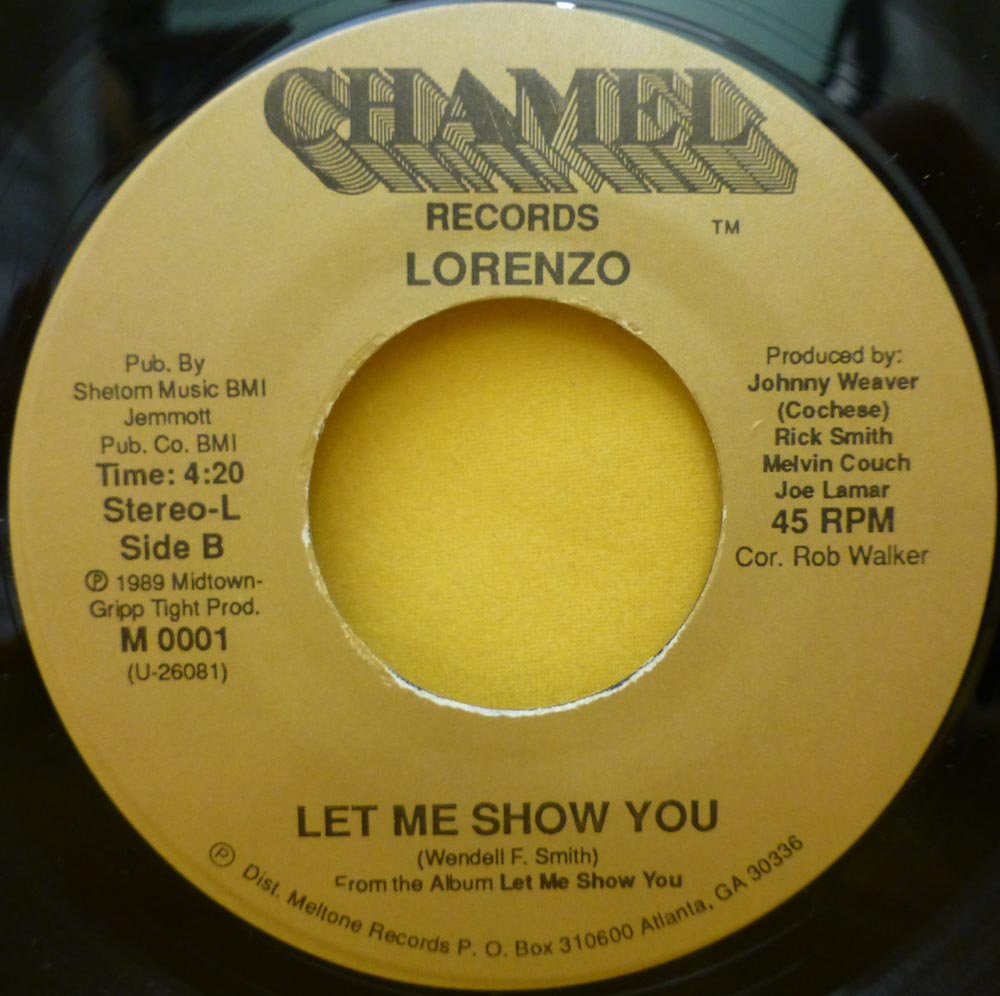 CHAMEL
RECORDS
TM
LORENZO
Pub. By
Shetom Music BMI
Jemmott
Pub. Co. BMI
Time: 4:20
Stereo-L
Side B
℗ 1989 Midtown-
Gripp Tight Prod.
M 0001
(U-26081)
Produced by:
Johnny Weaver
(Cochese)
Rick Smith
Melvin Couch
Joe Lamar
45 RPM
Cor. Rob Walker
LET ME SHOW YOU
(Wendell F. Smith)
From the Album Let Me Show You
℗ Dist. Meltone Records P. O. Box 310600 Atlanta, GA 30336